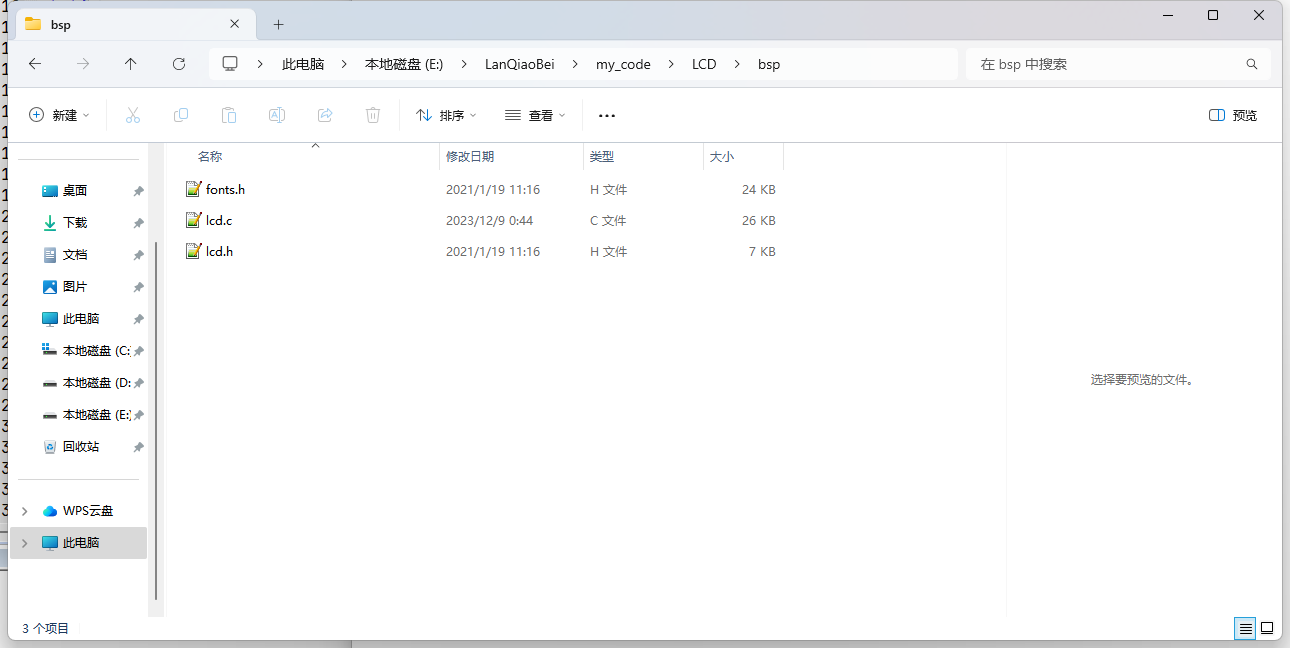 bsp
此电脑 > 本地磁盘 (E:) > LanQiaoBei > my_code > LCD > bsp
在 bsp 中搜索
新建
排序
查看
预览
名称 修改日期 类型 大小
fonts.h 2021/1/19 11:16 H 文件 24 KB
lcd.c 2023/12/9 0:44 C 文件 26 KB
lcd.h 2021/1/19 11:16 H 文件 7 KB
桌面
下载
文档
图片
此电脑
本地磁盘 (C:
本地磁盘 (D:
本地磁盘 (E:)
回收站
WPS云盘
此电脑
选择要预览的文件。
3 个项目